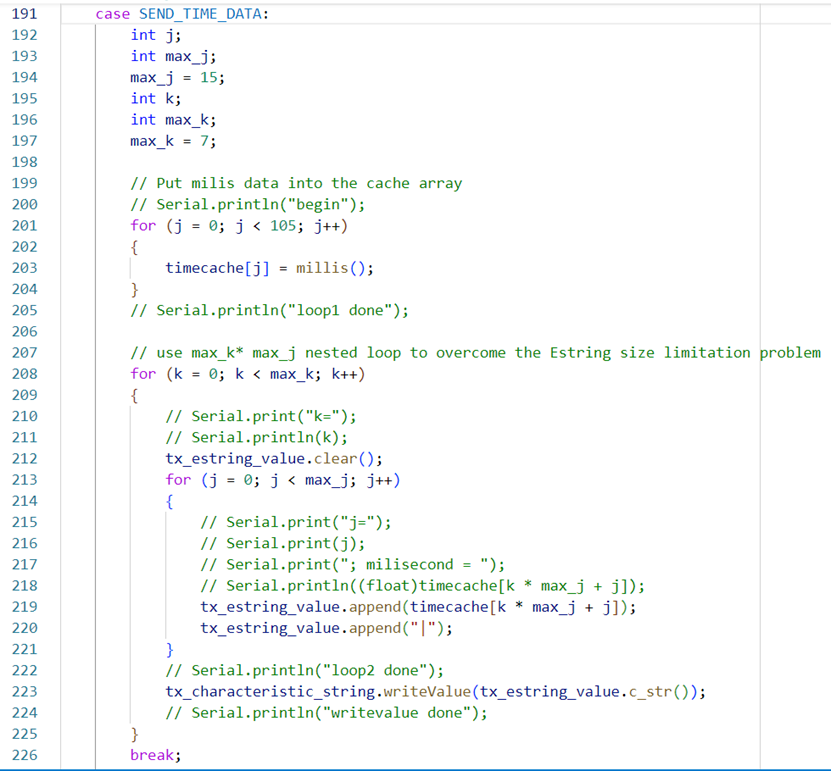 191 case SEND_TIME_DATA:
192 int j;
193 int max_j;
194 max_j = 15;
195 int k;
196 int max_k;
197 max_k = 7;
198
199 // Put milis data into the cache array
200 // Serial.println("begin");
201 for (j = 0; j < 105; j++)
202 {
203 timecache[j] = millis();
204 }
205 // Serial.println("loop1 done");
206
207 // use max_k* max_j nested loop to overcome the Estring size limitation problem
208 for (k = 0; k < max_k; k++)
209 {
210 // Serial.print("k=");
211 // Serial.println(k);
212 tx_estring_value.clear();
213 for (j = 0; j < max_j; j++)
214 {
215 // Serial.print("j=");
216 // Serial.print(j);
217 // Serial.print("; milisecond = ");
218 // Serial.println((float)timecache[k * max_j + j]);
219 tx_estring_value.append(timecache[k * max_j + j]);
220 tx_estring_value.append("|");
221 }
222 // Serial.println("loop2 done");
223 tx_characteristic_string.writeValue(tx_estring_value.c_str());
224 // Serial.println("writevalue done");
225 }
226 break;